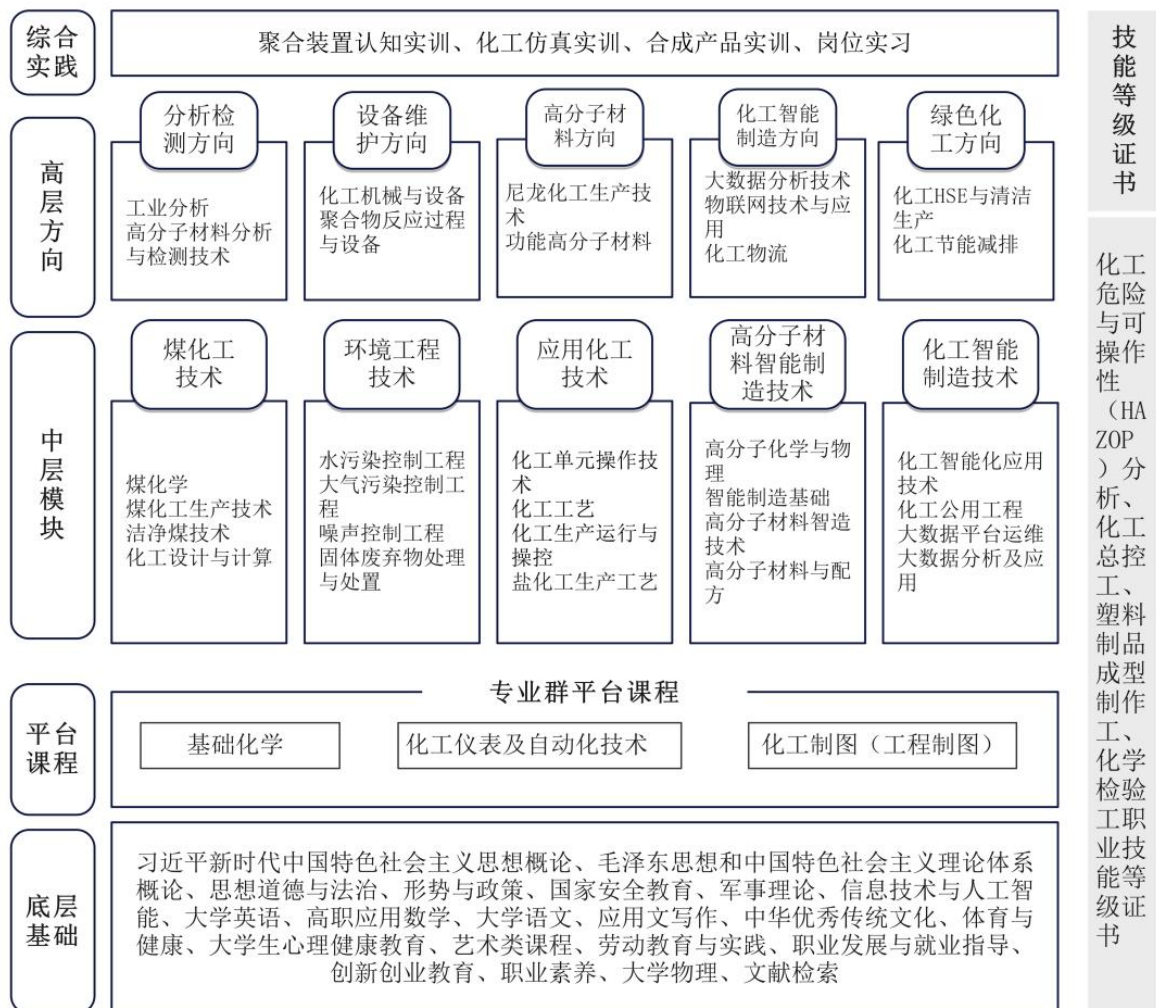 综合
实践
聚合装置认知实训、化工仿真实训、合成产品实训、岗位实习
高层方向
分析检
测方向
工业分析
高分子材料分析
与检测技术
设备维
护方向
化工机械与设备
聚合物反应过程
与设备
高分子材
料方向
尼龙化工生产技
术
功能高分子材料
化工智能
制造方向
大数据分析技术
物联网技术与应
用
化工物流
绿色化
工方向
化工HSE与清洁
生产
化工节能减排
中层模块
煤化工
技术
煤化学
煤化工生产技术
洁净煤技术
化工设计与计算
环境工程
技术
水污染控制工程
大气污染控制工
程
噪声控制工程
固体废弃物处理
与处置
应用化工
技术
化工单元操作技
术
化工工艺
化工生产运行与
操控
盐化工生产工艺
高分子材
料智能制
造技术
高分子化学与物
理
智能制造基础
高分子材料智造
技术
高分子材料与配
方
化工智能
制造技术
化工智能化应用
技术
化工公用工程
大数据平台运维
大数据分析及应
用
平台
课程
专业群平台课程
基础化学
化工仪表及自动化技术
化工制图（工程制图）
底层
基础
习近平新时代中国特色社会主义思想概论、毛泽东思想和中国特色社会主义理论体系
概论、思想道德与法治、形势与政策、国家安全教育、军事理论、信息技术与人工智
能、大学英语、高职应用数学、大学语文、应用文写作、中华优秀传统文化、体育与
健康、大学生心理健康教育、艺术类课程、劳动教育与实践、职业发展与就业指导、
创新创业教育、职业素养、大学物理、文献检索
技能等级证书
化工
危险
与可
操作
性
（HA
ZOP
）分
析、
化工
总控
工、
塑料
制品
成型
制作
工、
化学
检验
工职
业技
能等
级证
书